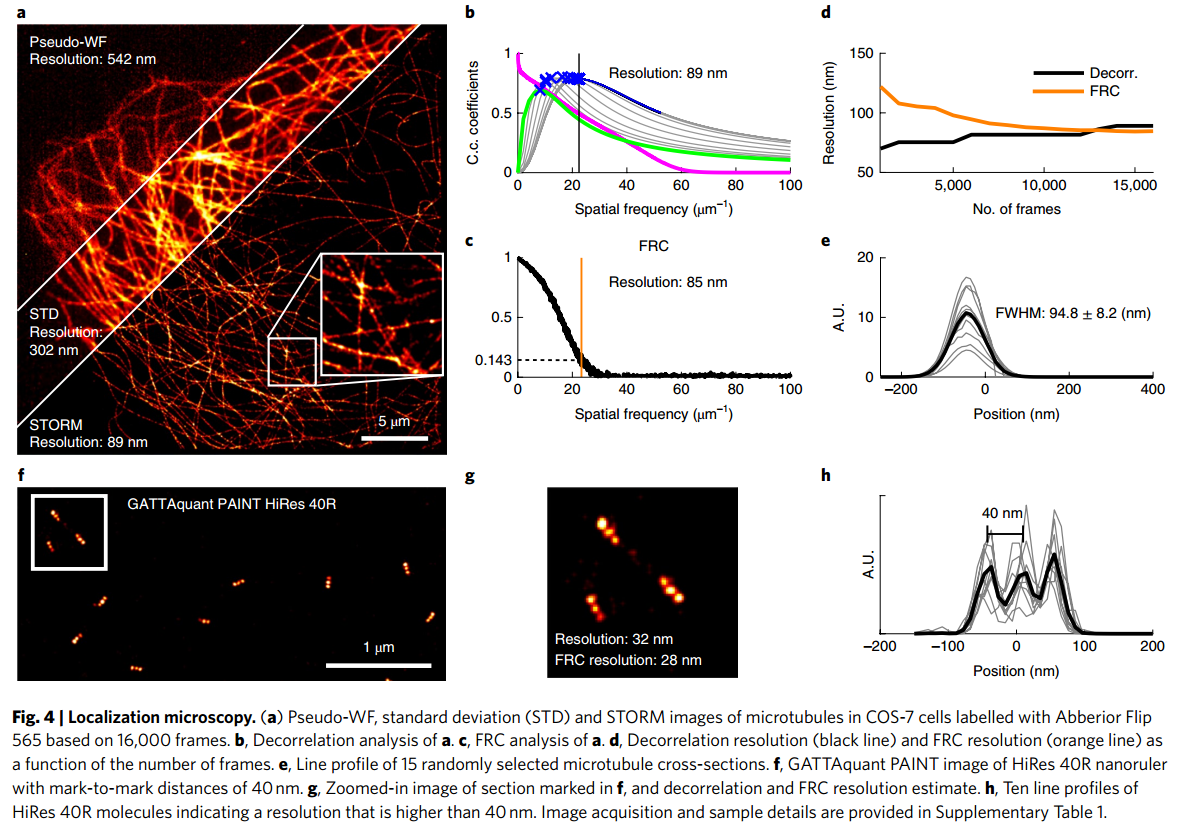 a
Pseudo-WF
Resolution: 542 nm
STD
Resolution:
302 nm
STORM
Resolution: 89 nm
5 μm
b
C.c. coefficients
1
0.5
0
Resolution: 89 nm
0 20 40 60 80 100
Spatial frequency (μm⁻¹)
c
FRC
Resolution: 85 nm
1
0.5
0.143
0
0 20 40 60 80 100
Spatial frequency (μm⁻¹)
d
Resolution (nm)
150
100
50
Decorr.
FRC
5,000 10,000 15,000
No. of frames
e
A.U.
20
10
0
FWHM: 94.8 ± 8.2 (nm)
−200 0 200 400
Position (nm)
f
GATTAquant PAINT HiRes 40R
1 μm
g
Resolution: 32 nm
FRC resolution: 28 nm
h
A.U.
40 nm
−200 −100 0 100 200
Position (nm)
Fig. 4 | Localization microscopy. (a) Pseudo-WF, standard deviation (STD) and STORM images of microtubules in COS-7 cells labelled with Abberior Flip
565 based on 16,000 frames. b, Decorrelation analysis of a. c, FRC analysis of a. d, Decorrelation resolution (black line) and FRC resolution (orange line) as
a function of the number of frames. e, Line profile of 15 randomly selected microtubule cross-sections. f, GATTAquant PAINT image of HiRes 40R nanoruler
with mark-to-mark distances of 40 nm. g, Zoomed-in image of section marked in f, and decorrelation and FRC resolution estimate. h, Ten line profiles of
HiRes 40R molecules indicating a resolution that is higher than 40 nm. Image acquisition and sample details are provided in Supplementary Table 1.